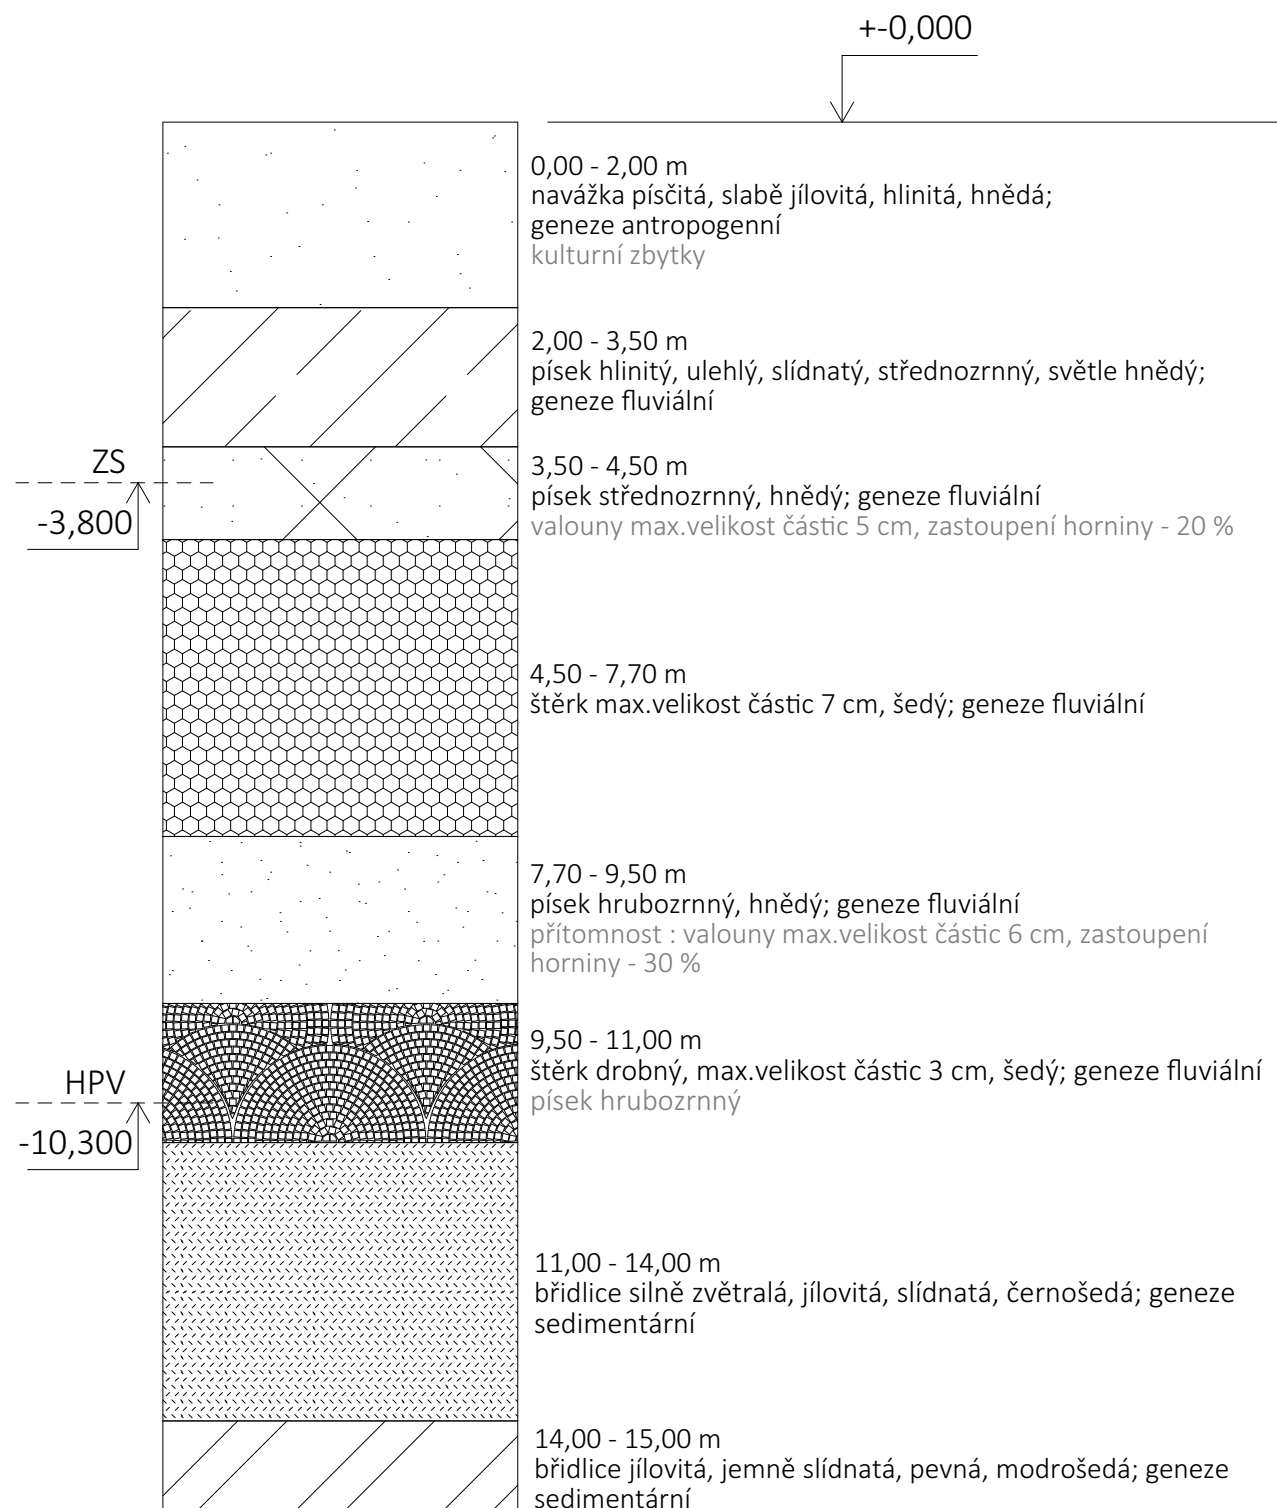 +-0,000
0,00 - 2,00 m
navážka písčitá, slabě jílovitá, hlinitá, hnědá;
geneze antropogenní
kulturní zbytky
2,00 - 3,50 m
písek hlinitý, ulehlý, slídnatý, střednozrnný, světle hnědý;
geneze fluviální
ZS
-3,800
3,50 - 4,50 m
písek střednozrnný, hnědý; geneze fluviální
valouny max.velikost částic 5 cm, zastoupení horniny - 20 %
4,50 - 7,70 m
štěrk max.velikost částic 7 cm, šedý; geneze fluviální
7,70 - 9,50 m
písek hrubozrnný, hnědý; geneze fluviální
přítomnost : valouny max.velikost částic 6 cm, zastoupení
horniny - 30 %
9,50 - 11,00 m
štěrk drobný, max.velikost částic 3 cm, šedý; geneze fluviální
písek hrubozrnný
HPV
-10,300
11,00 - 14,00 m
břidlice silně zvětralá, jílovitá, slídnatá, černošedá; geneze
sedimentární
14,00 - 15,00 m
břidlice jílovitá, jemně slídnatá, pevná, modrošedá; geneze
sedimentární